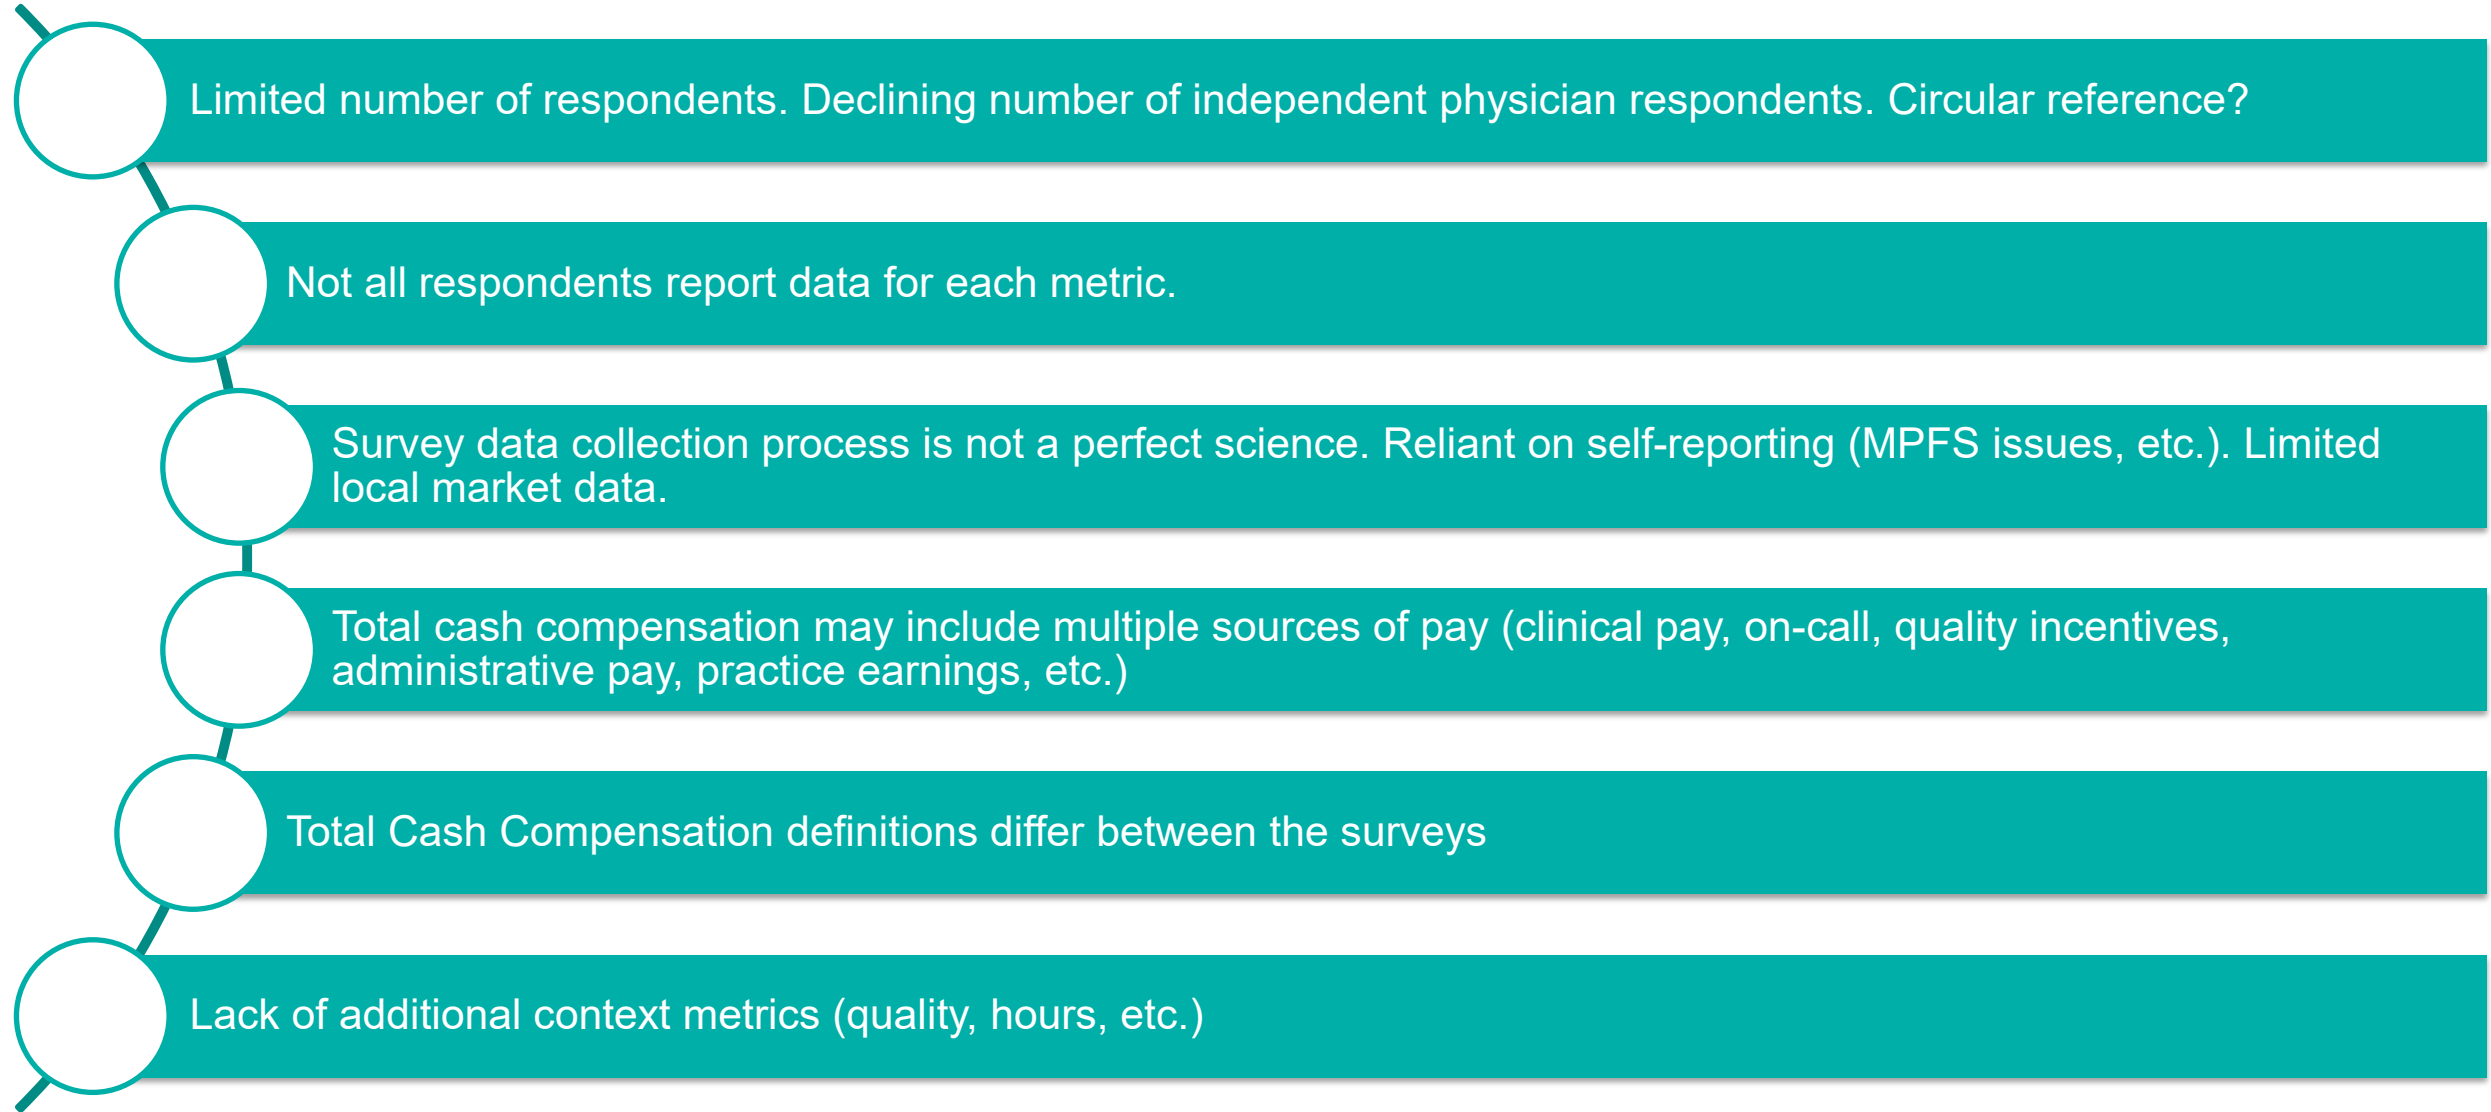 Limited number of respondents. Declining number of independent physician respondents. Circular reference?
Not all respondents report data for each metric.
Survey data collection process is not a perfect science. Reliant on self-reporting (MPFS issues, etc.). Limited
local market data.
Total cash compensation may include multiple sources of pay (clinical pay, on-call, quality incentives,
administrative pay, practice earnings, etc.)
Total Cash Compensation definitions differ between the surveys
Lack of additional context metrics (quality, hours, etc.)